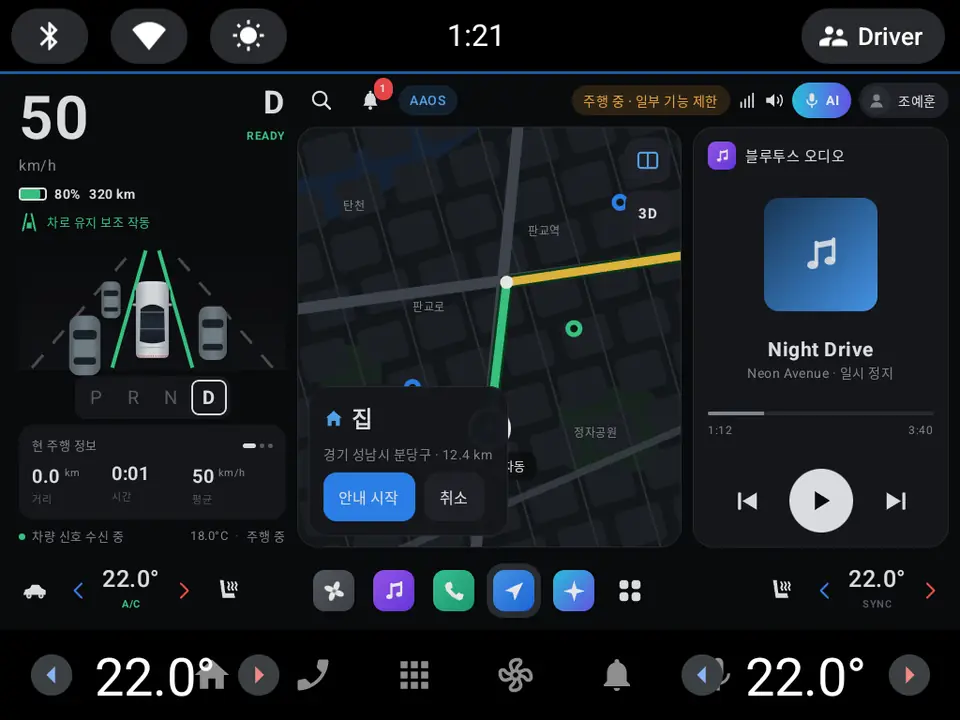 1:21
Driver
50
D
READY
km/h
80% 320 km
차로 유지 보조 작동
P R N D
현 주행 정보
0.0 km
거리
0:01
시간
50 km/h
평균
차량 신호 수신 중
18.0°C · 주행 중
1
AAOS
주행 중 · 일부 기능 제한
AI
조예훈
탄천
판교역
3D
판교로
정자공원
집
경기 성남시 분당구 · 12.4 km
안내 시작
취소
차동
블루투스 오디오
Night Drive
Neon Avenue · 일시 정지
1:12
3:40
22.0°
A/C
22.0°
SYNC
22.0°
22.0°